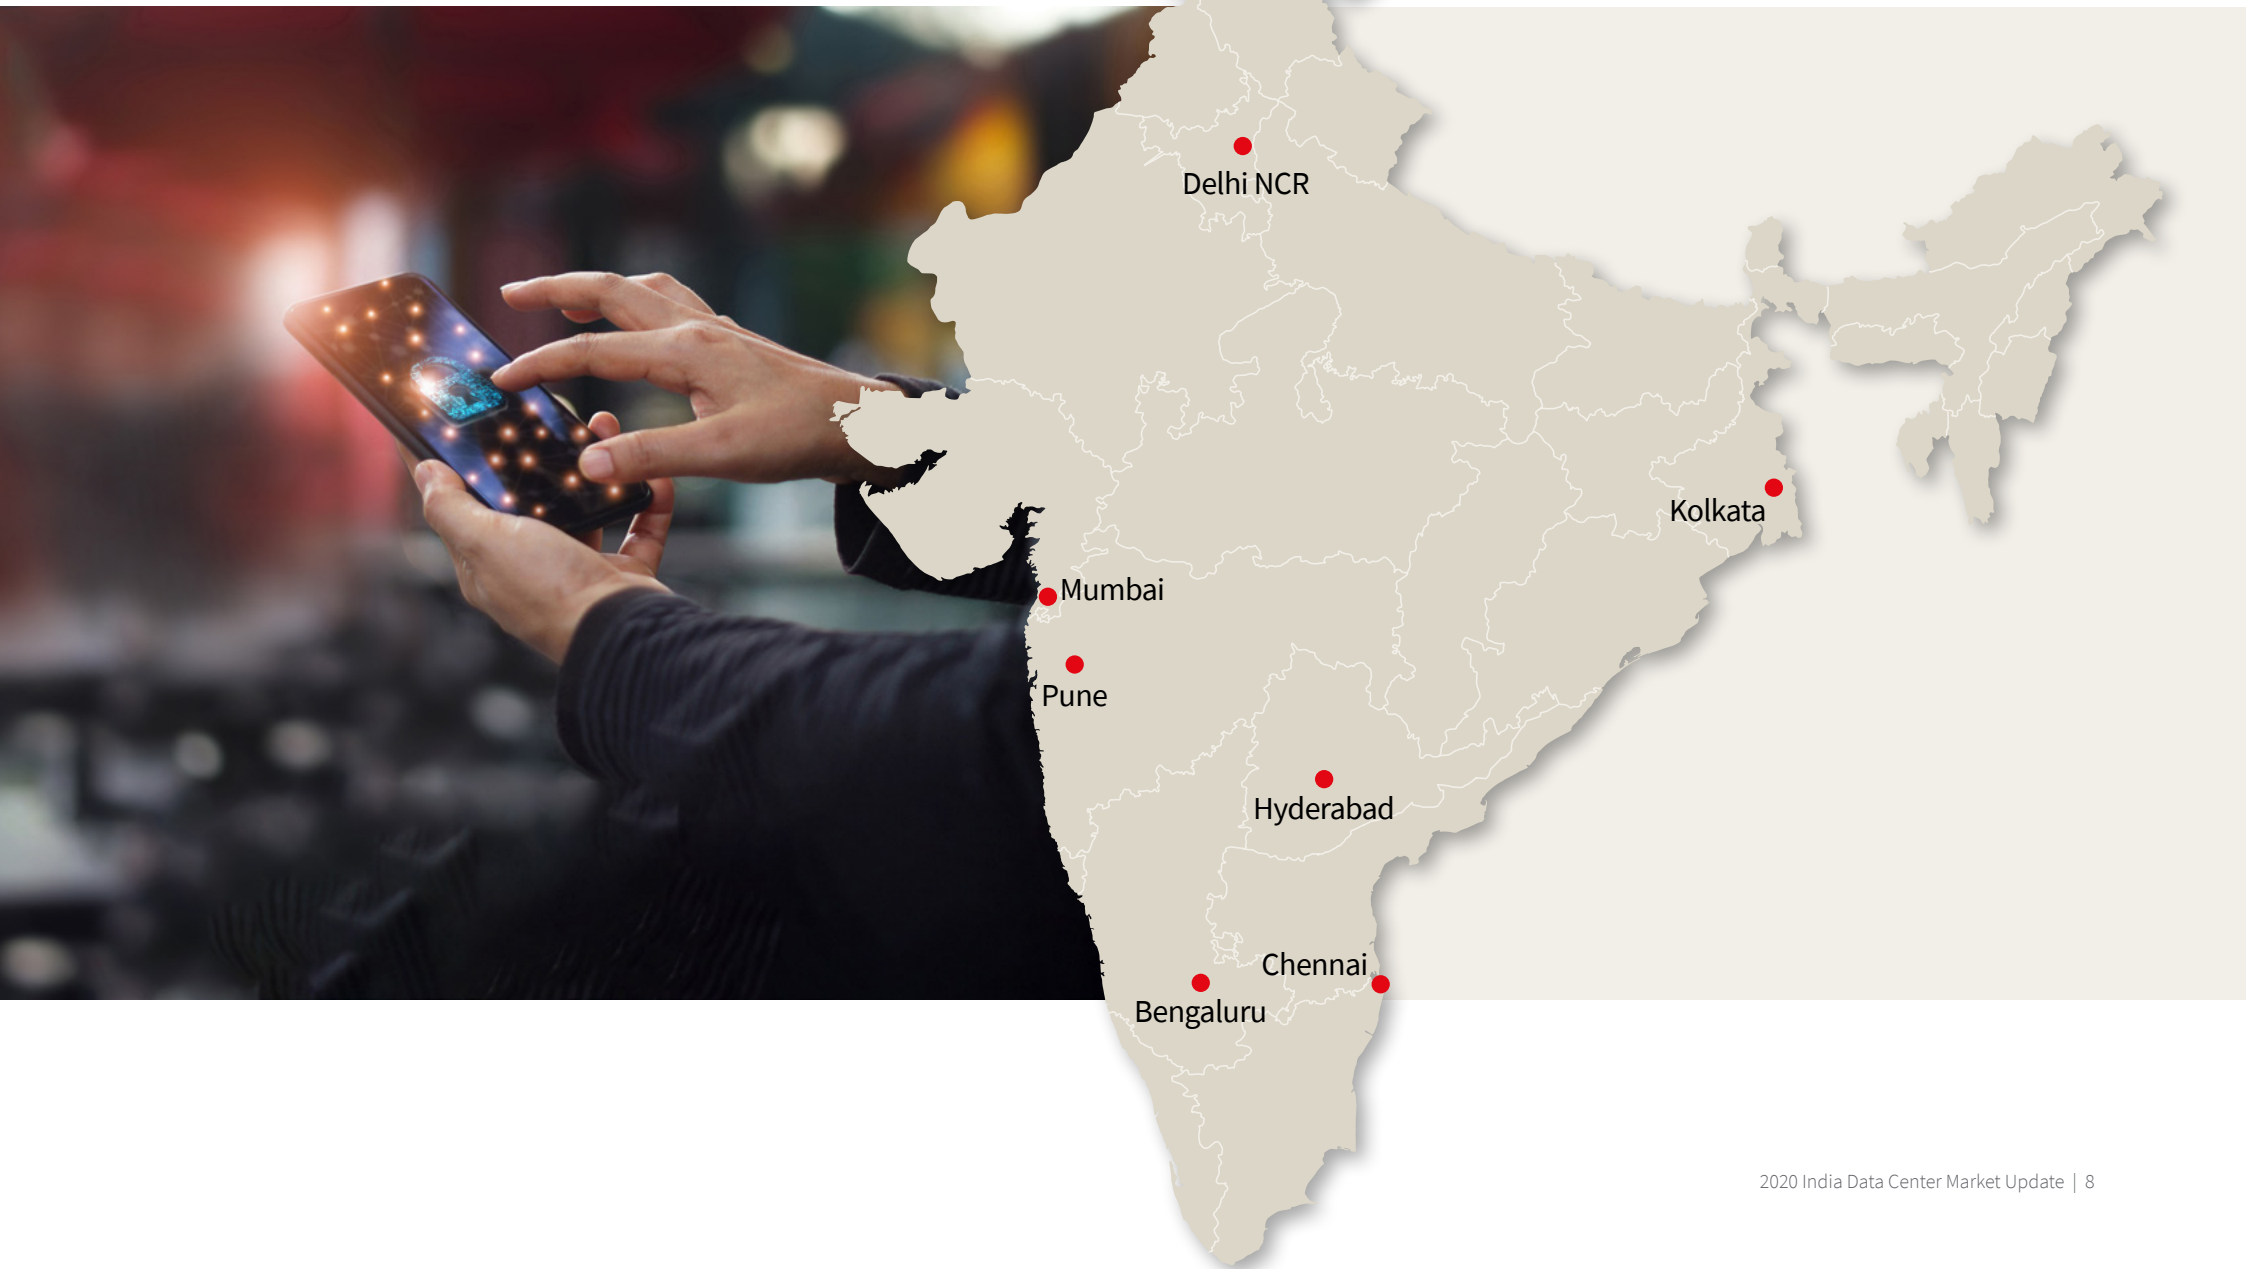 Delhi NCR
Kolkata
Mumbai
Pune
Hyderabad
Chennai
Bengaluru
2020 India Data Center Market Update | 8